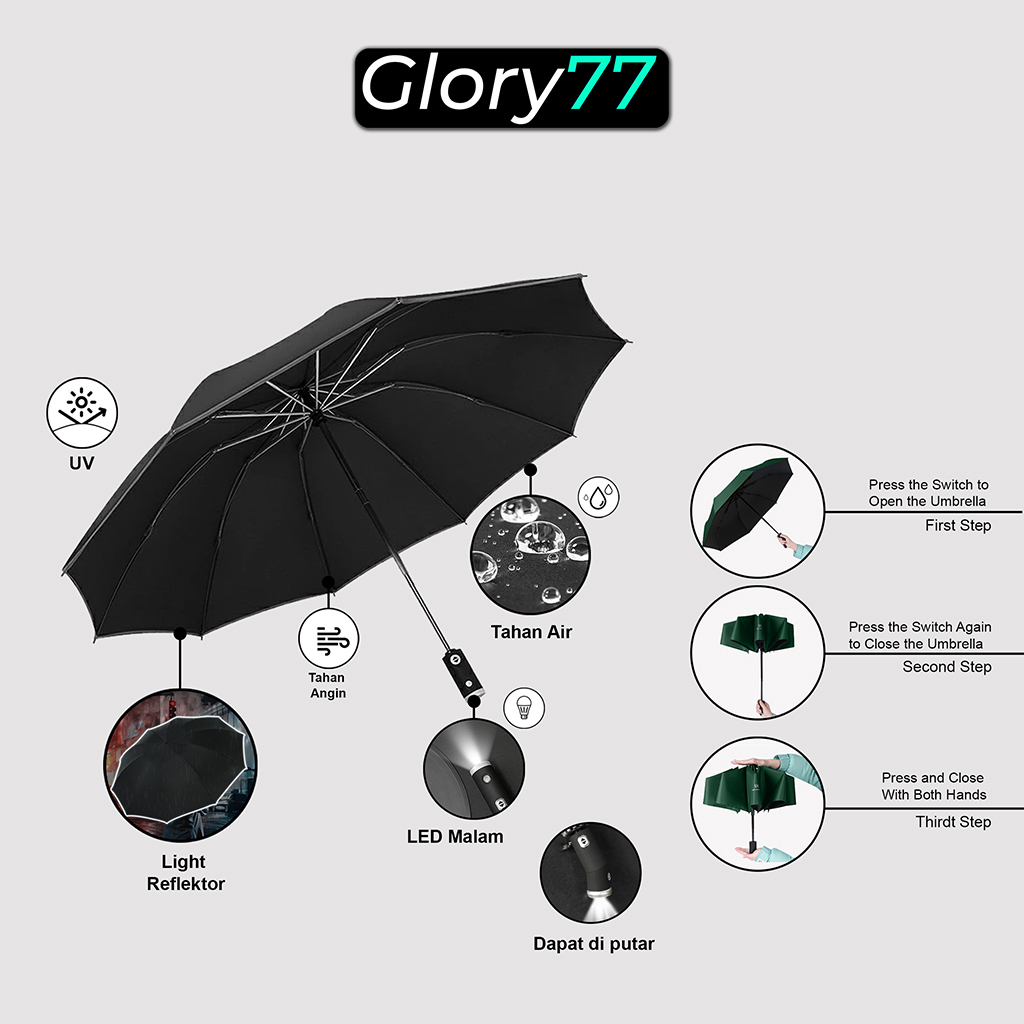 Glory77
UV
Tahan Air
Tahan
Angin
Light
Reflektor
LED Malam
Dapat di putar
Press the Switch to
Open the Umbrella
First Step
Press the Switch Again
to Close the Umbrella
Second Step
Press and Close
With Both Hands
Thirdt Step